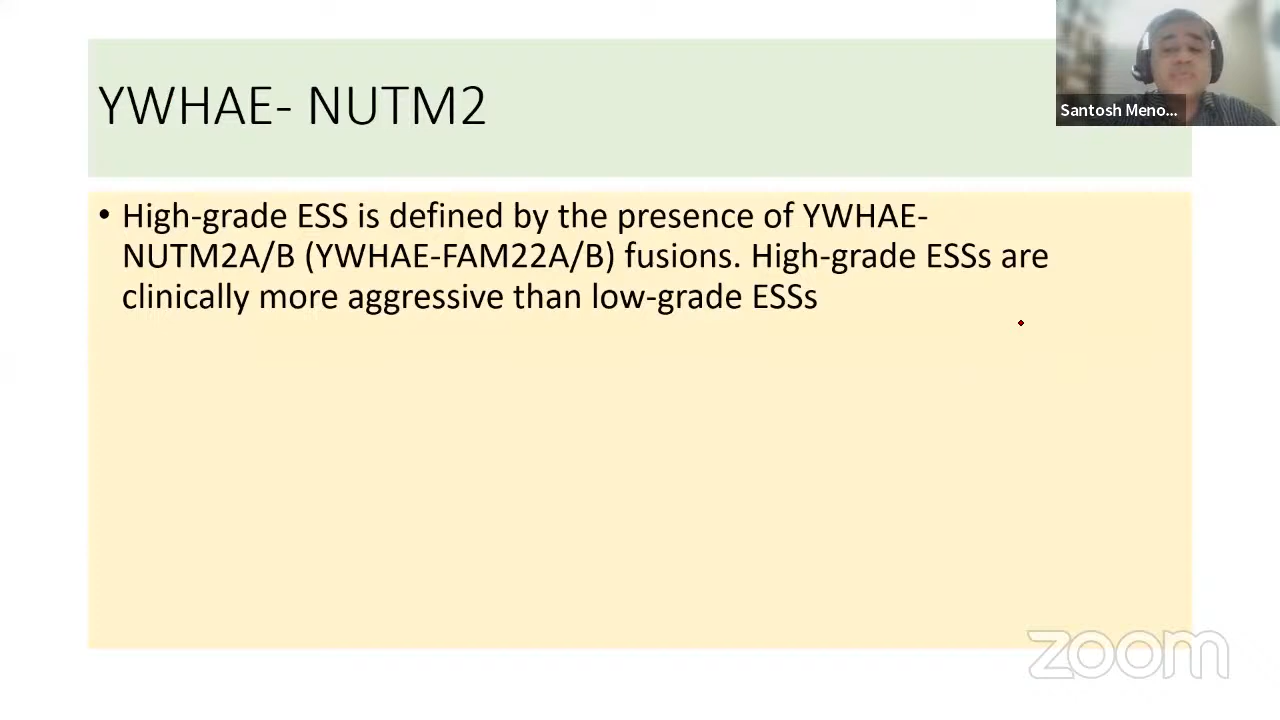 YWHAE- NUTM2
Santosh Meno...
• High-grade ESS is defined by the presence of YWHAE-
NUTM2A/B (YWHAE-FAM22A/B) fusions. High-grade ESSs are
clinically more aggressive than low-grade ESSs
zoom